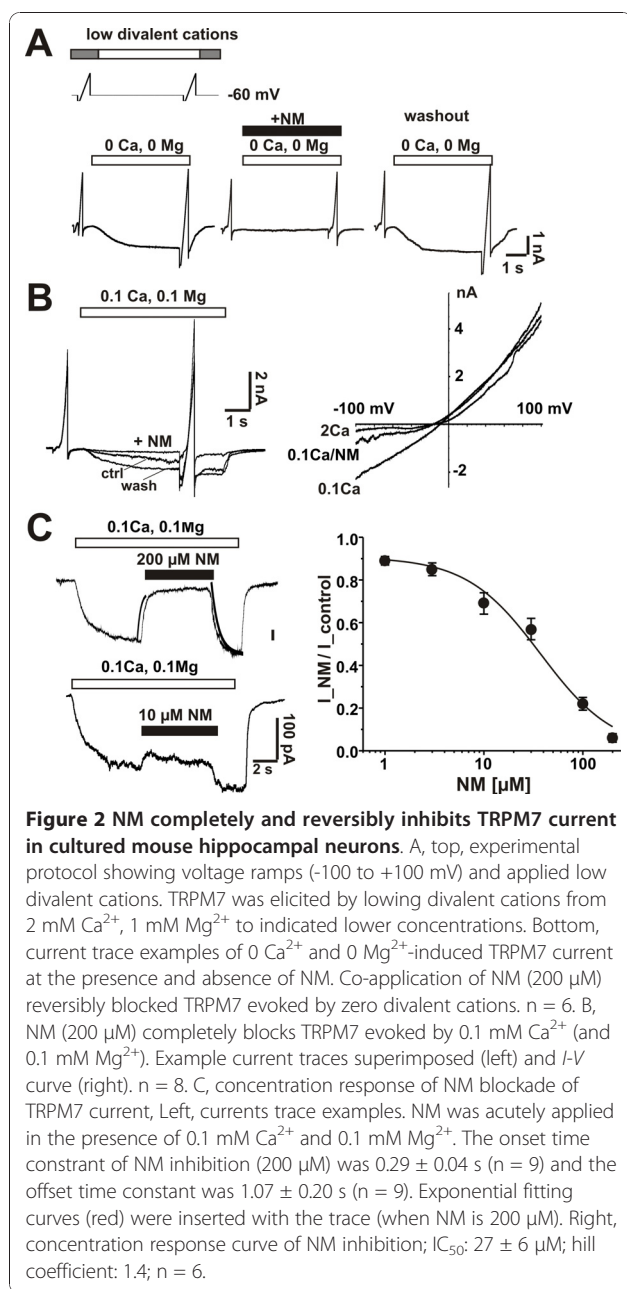 A
low divalent cations
-60 mV
+NM
washout
0 Ca, 0 Mg
0 Ca, 0 Mg
0 Ca, 0 Mg
1 nA
1 s
B
0.1 Ca, 0.1 Mg
2 nA
1 s
+ NM
ctrl
wash
nA
4
2
-100 mV
100 mV
2Ca
0.1Ca/NM
-2
0.1Ca
C
0.1Ca, 0.1Mg
200 µM NM
I
0.1Ca, 0.1Mg
10 µM NM
100 pA
2 s
I_NM / I_control
1.0
0.8
0.6
0.4
0.2
0.0
1
10
100
NM [µM]
Figure 2 NM completely and reversibly inhibits TRPM7 current
in cultured mouse hippocampal neurons. A, top, experimental
protocol showing voltage ramps (-100 to +100 mV) and applied low
divalent cations. TRPM7 was elicited by lowing divalent cations from
2 mM Ca²⁺, 1 mM Mg²⁺ to indicated lower concentrations. Bottom,
current trace examples of 0 Ca²⁺ and 0 Mg²⁺-induced TRPM7 current
at the presence and absence of NM. Co-application of NM (200 μM)
reversibly blocked TRPM7 evoked by zero divalent cations. n = 6. B,
NM (200 μM) completely blocks TRPM7 evoked by 0.1 mM Ca²⁺ (and
0.1 mM Mg²⁺). Example current traces superimposed (left) and I-V
curve (right). n = 8. C, concentration response of NM blockade of
TRPM7 current, Left, currents trace examples. NM was acutely applied
in the presence of 0.1 mM Ca²⁺ and 0.1 mM Mg²⁺. The onset time
constrant of NM inhibition (200 μM) was 0.29 ± 0.04 s (n = 9) and the
offset time constant was 1.07 ± 0.20 s (n = 9). Exponential fitting
curves (red) were inserted with the trace (when NM is 200 μM). Right,
concentration response curve of NM inhibition; IC₅₀: 27 ± 6 μM; hill
coefficient: 1.4; n = 6.